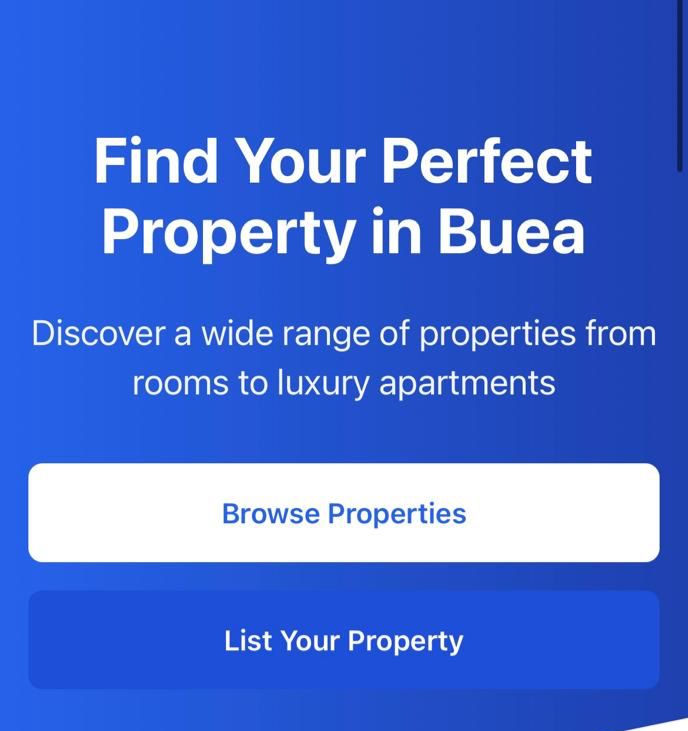 Find Your Perfect
Property in Buea
Discover a wide range of properties from
rooms to luxury apartments
Browse Properties
List Your Property